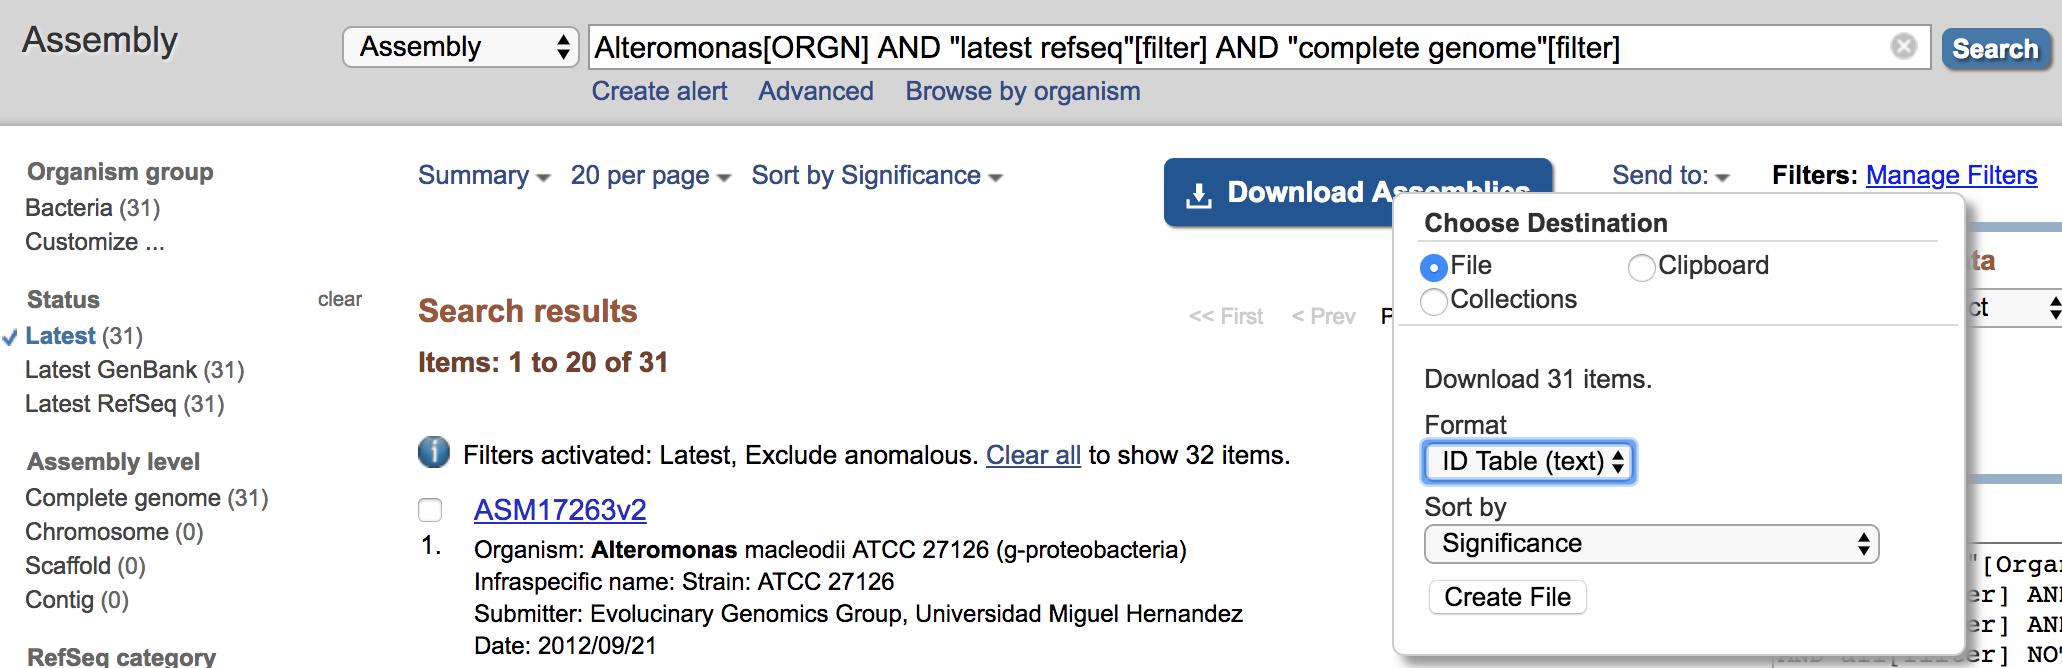 Assembly
Assembly
Alteromonas[ORGN] AND "latest refseq"[filter] AND "complete genome"[filter]
Search
Create alert Advanced Browse by organism
Organism group
Bacteria (31)
Customize ...
Status clear
Latest (31)
Latest GenBank (31)
Latest RefSeq (31)
Assembly level
Complete genome (31)
Chromosome (0)
Scaffold (0)
Contig (0)
RefSeq category
Summary 20 per page Sort by Significance
Download Assemblies
Send to: Filters: Manage Filters
Search results
<< First < Prev P
Items: 1 to 20 of 31
Filters activated: Latest, Exclude anomalous. Clear all to show 32 items.
ASM17263v2
1. Organism: Alteromonas macleodii ATCC 27126 (g-proteobacteria)
Infraspecific name: Strain: ATCC 27126
Submitter: Evolucinary Genomics Group, Universidad Miguel Hernandez
Date: 2012/09/21
Choose Destination
File Clipboard
Collections
Download 31 items.
Format
ID Table (text)
Sort by
Significance
Create File
ta
ct
"[Orga
er] AN
er] AN
er] NO